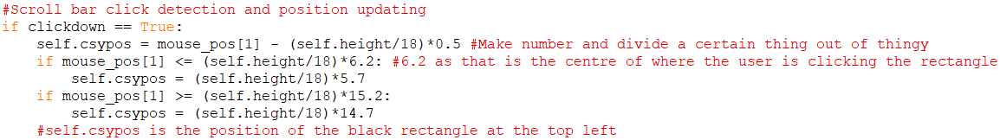 #Scroll bar click detection and position updating
if clickdown == True:
    self.csypos = mouse_pos[1] - (self.height/18)*0.5 #Make number and divide a certain thing out of thingy
    if mouse_pos[1] <= (self.height/18)*6.2: #6.2 as that is the centre of where the user is clicking the rectangle
        self.csypos = (self.height/18)*5.7
    if mouse_pos[1] >= (self.height/18)*15.2:
        self.csypos = (self.height/18)*14.7
    #self.csypos is the position of the black rectangle at the top left